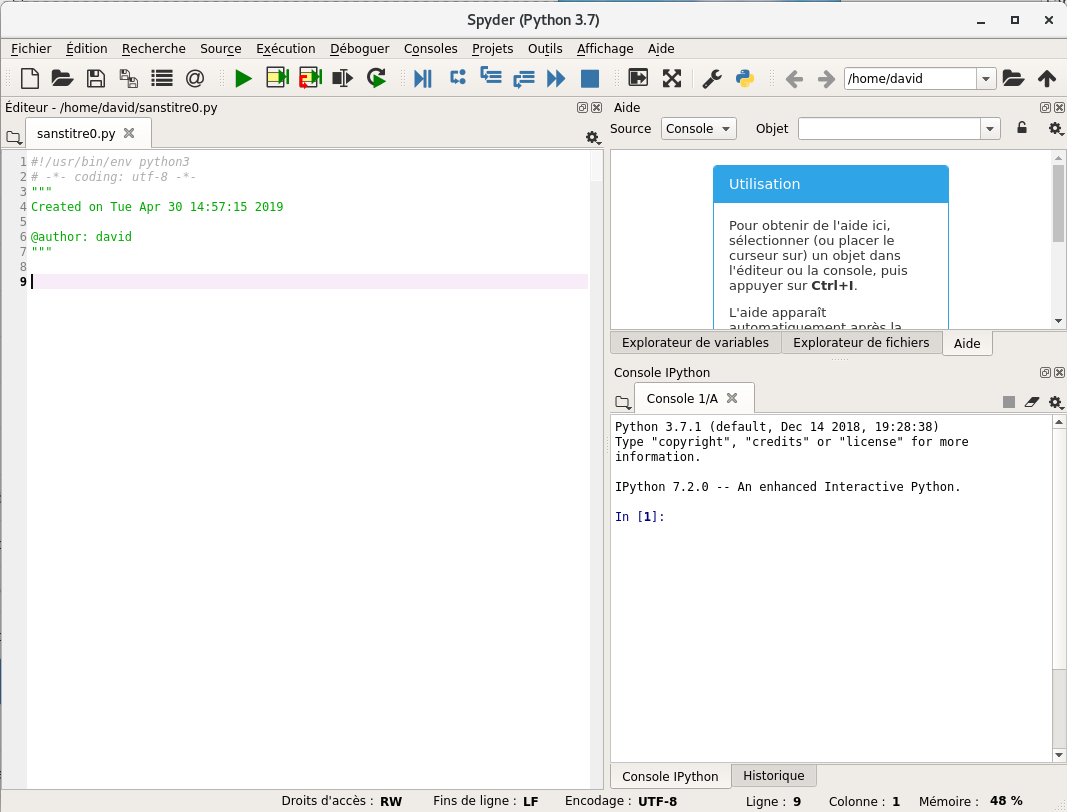 Spyder (Python 3.7)
Fichier Édition Recherche Source Exécution Déboguer Consoles Projets Outils Affichage Aide
/home/david
Éditeur - /home/david/sanstitre0.py
sanstitre0.py
1 #!/usr/bin/env python3
2 # -*- coding: utf-8 -*-
3 """
4 Created on Tue Apr 30 14:57:15 2019
5
6 @author: david
7 """
8
9
Aide
Source Console Objet
Utilisation
Pour obtenir de l'aide ici,
sélectionner (ou placer le
curseur sur) un objet dans
l'éditeur ou la console, puis
appuyer sur Ctrl+I.
L'aide apparaît
automatiquement après la
Explorateur de variables Explorateur de fichiers Aide
Console IPython
Console 1/A
Python 3.7.1 (default, Dec 14 2018, 19:28:38)
Type "copyright", "credits" or "license" for more
information.
IPython 7.2.0 -- An enhanced Interactive Python.
In [1]:
Console IPython Historique
Droits d'accès : RW Fins de ligne : LF Encodage : UTF-8 Ligne : 9 Colonne : 1 Mémoire : 48 %